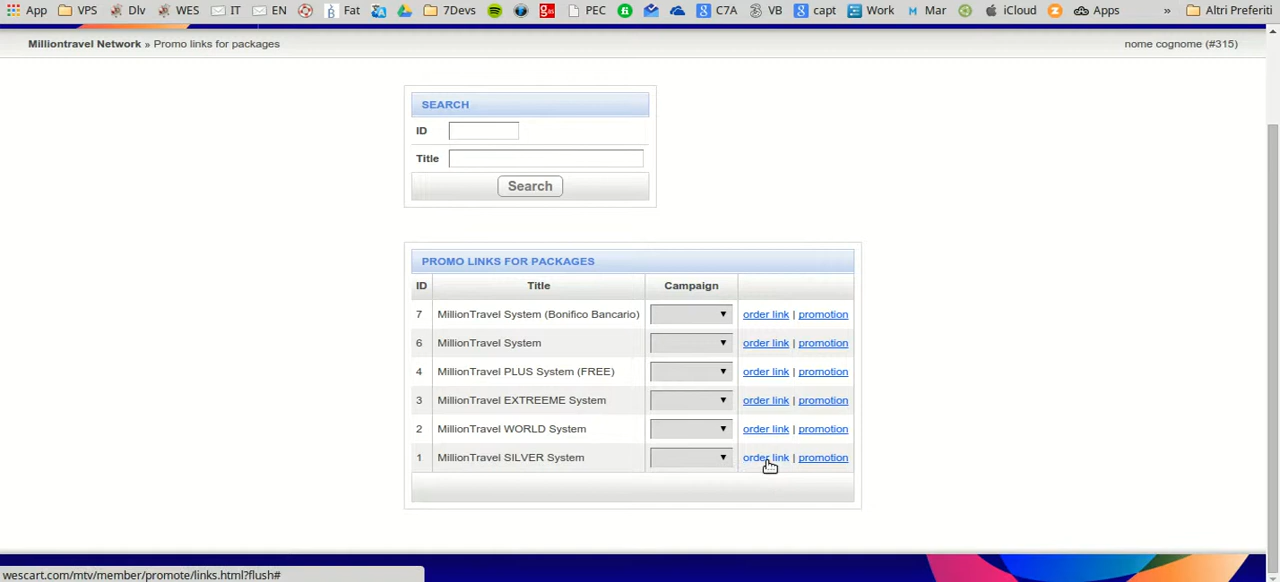 App VPS Dlv WES IT EN Fat 7Devs PEC C7A VB capt Work Mar iCloud Apps » Altri Preferiti
Milliontravel Network » Promo links for packages nome cognome (#315)
SEARCH
ID
Title
Search
PROMO LINKS FOR PACKAGES
ID Title Campaign
7 MillionTravel System (Bonifico Bancario) order link | promotion
6 MillionTravel System order link | promotion
4 MillionTravel PLUS System (FREE) order link | promotion
3 MillionTravel EXTREEME System order link | promotion
2 MillionTravel WORLD System order link | promotion
1 MillionTravel SILVER System order link | promotion
wescart.com/mtv/member/promote/links.html?flush#